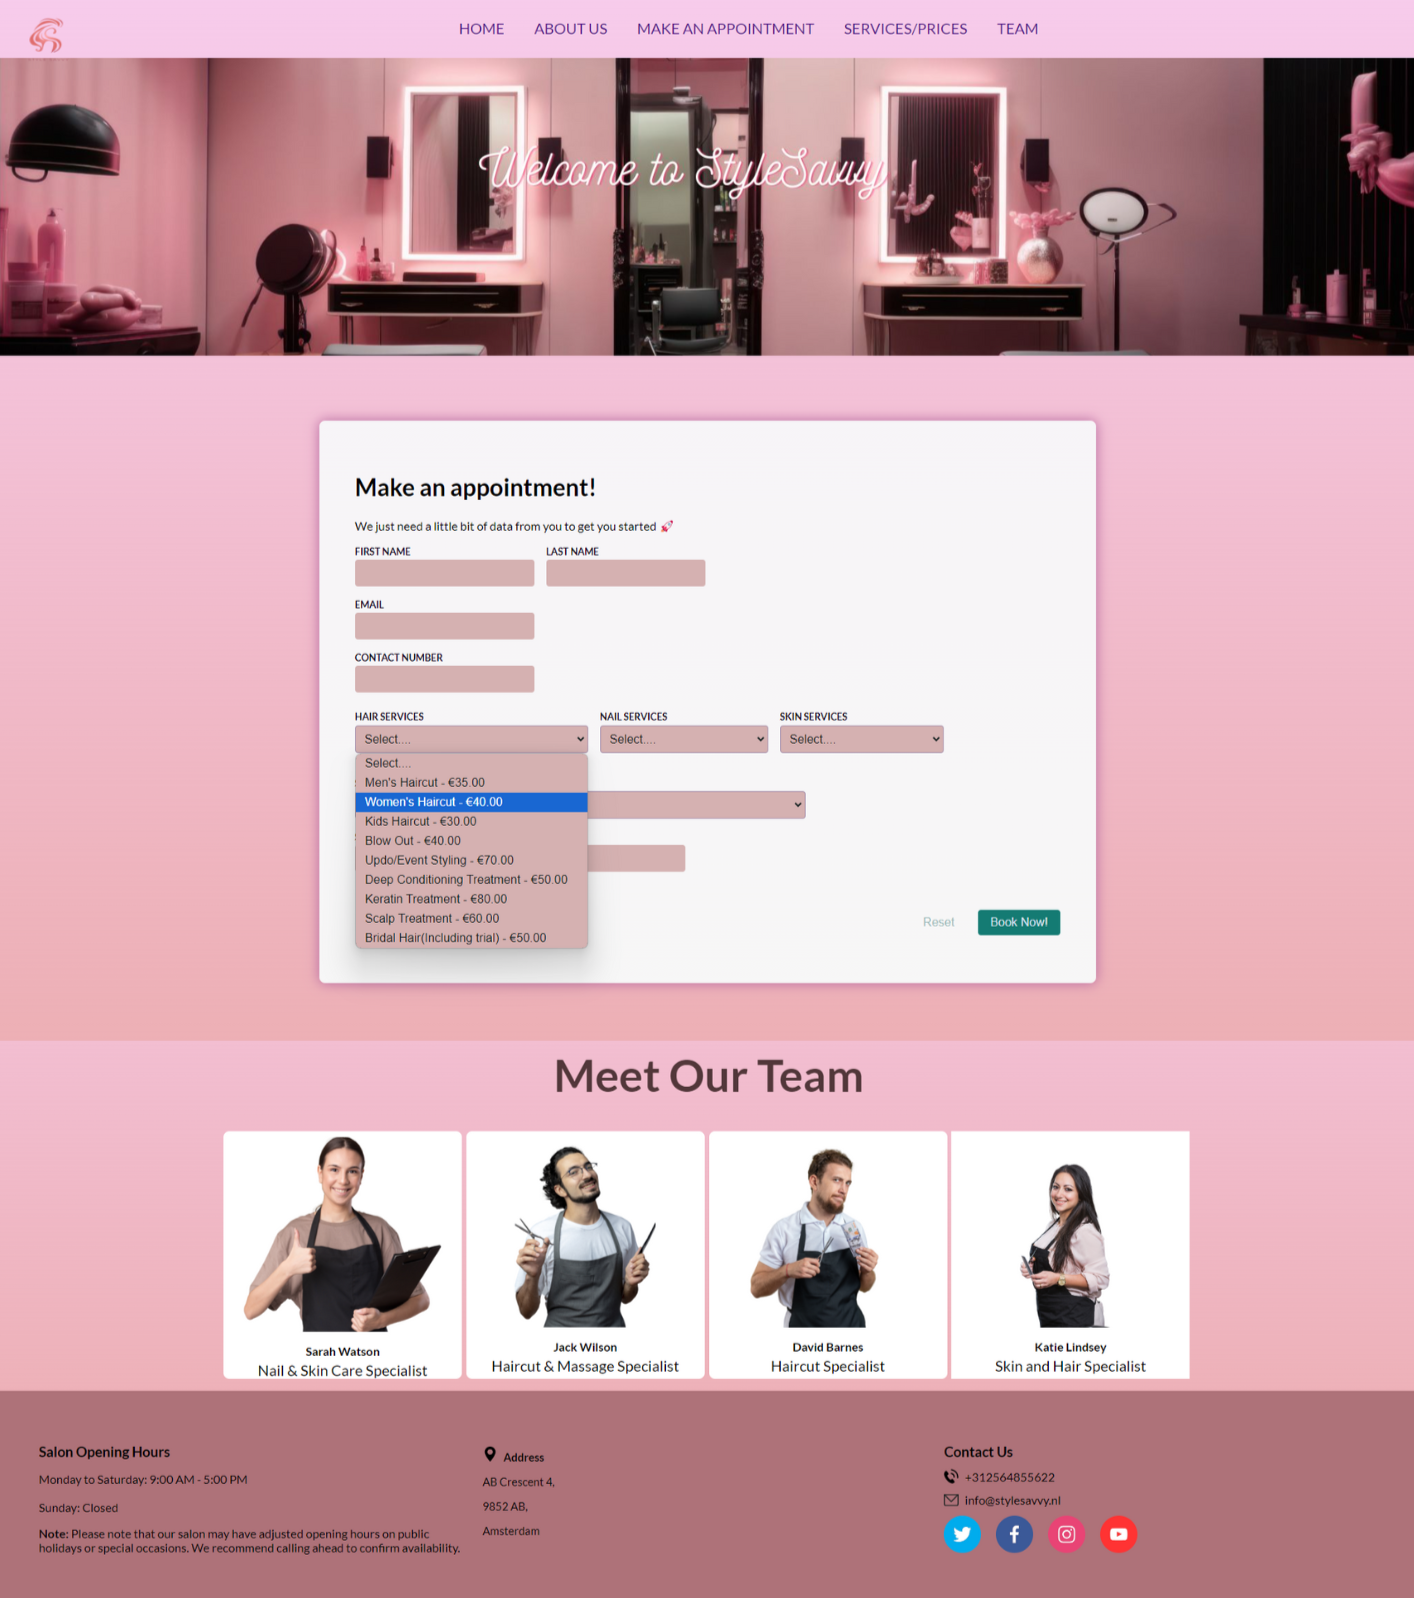 HOME ABOUT US MAKE AN APPOINTMENT SERVICES/PRICES TEAM
Welcome to StyleSavvy
Make an appointment!
We just need a little bit of data from you to get you started 🚀
FIRST NAME LAST NAME
EMAIL
CONTACT NUMBER
HAIR SERVICES NAIL SERVICES SKIN SERVICES
Select.... Select.... Select....
Select....
Men's Haircut - €35.00
Women's Haircut - €40.00
Kids Haircut - €30.00
Blow Out - €40.00
Updo/Event Styling - €70.00
Deep Conditioning Treatment - €50.00
Keratin Treatment - €80.00
Scalp Treatment - €60.00
Bridal Hair(Including trial) - €50.00
Reset Book Now!
Meet Our Team
Sarah Watson
Nail & Skin Care Specialist
Jack Wilson
Haircut & Massage Specialist
David Barnes
Haircut Specialist
Katie Lindsey
Skin and Hair Specialist
Salon Opening Hours
Monday to Saturday: 9:00 AM - 5:00 PM
Sunday: Closed
Note: Please note that our salon may have adjusted opening hours on public
holidays or special occasions. We recommend calling ahead to confirm availability.
Address
AB Crescent 4,
9852 AB,
Amsterdam
Contact Us
+312564855622
info@stylesavvy.nl